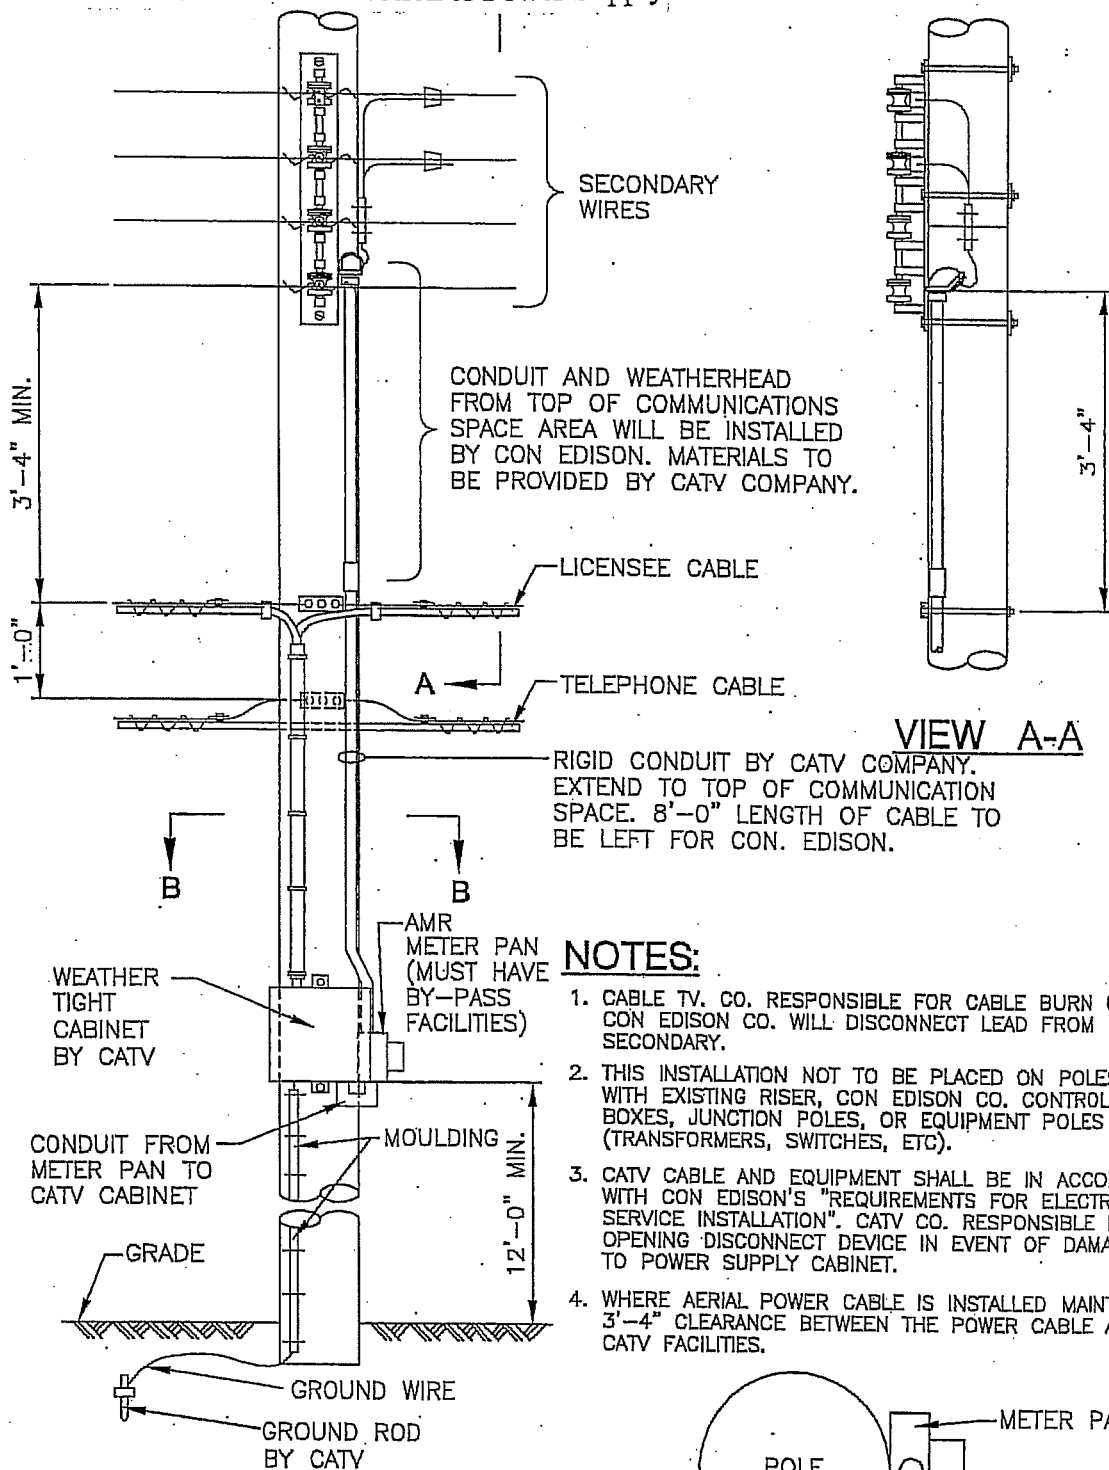 SECONDARY
WIRES
3'-4" MIN.
CONDUIT AND WEATHERHEAD
FROM TOP OF COMMUNICATIONS
SPACE AREA WILL BE INSTALLED
BY CON EDISON. MATERIALS TO
BE PROVIDED BY CATV COMPANY.
3'-4"
LICENSEE CABLE
1'-0"
A
TELEPHONE CABLE
VIEW A-A
RIGID CONDUIT BY CATV COMPANY.
EXTEND TO TOP OF COMMUNICATION
SPACE. 8'-0" LENGTH OF CABLE TO
BE LEFT FOR CON. EDISON.
B
B
AMR
METER PAN
(MUST HAVE
BY-PASS
FACILITIES)
WEATHER
TIGHT
CABINET
BY CATV
CONDUIT FROM
METER PAN TO
CATV CABINET
MOULDING
12'-0" MIN.
GRADE
GROUND WIRE
GROUND ROD
BY CATV
NOTES:
1. CABLE TV. CO. RESPONSIBLE FOR CABLE BURN
CON EDISON CO. WILL DISCONNECT LEAD FROM
SECONDARY.
2. THIS INSTALLATION NOT TO BE PLACED ON POLES
WITH EXISTING RISER, CON EDISON CO. CONTROL
BOXES, JUNCTION POLES, OR EQUIPMENT POLES
(TRANSFORMERS, SWITCHES, ETC).
3. CATV CABLE AND EQUIPMENT SHALL BE IN ACCO
WITH CON EDISON'S "REQUIREMENTS FOR ELECTR
SERVICE INSTALLATION". CATV CO. RESPONSIBLE
OPENING DISCONNECT DEVICE IN EVENT OF DAMA
TO POWER SUPPLY CABINET.
4. WHERE AERIAL POWER CABLE IS INSTALLED MAINT
3'-4" CLEARANCE BETWEEN THE POWER CABLE
CATV FACILITIES.
METER PA
POLE